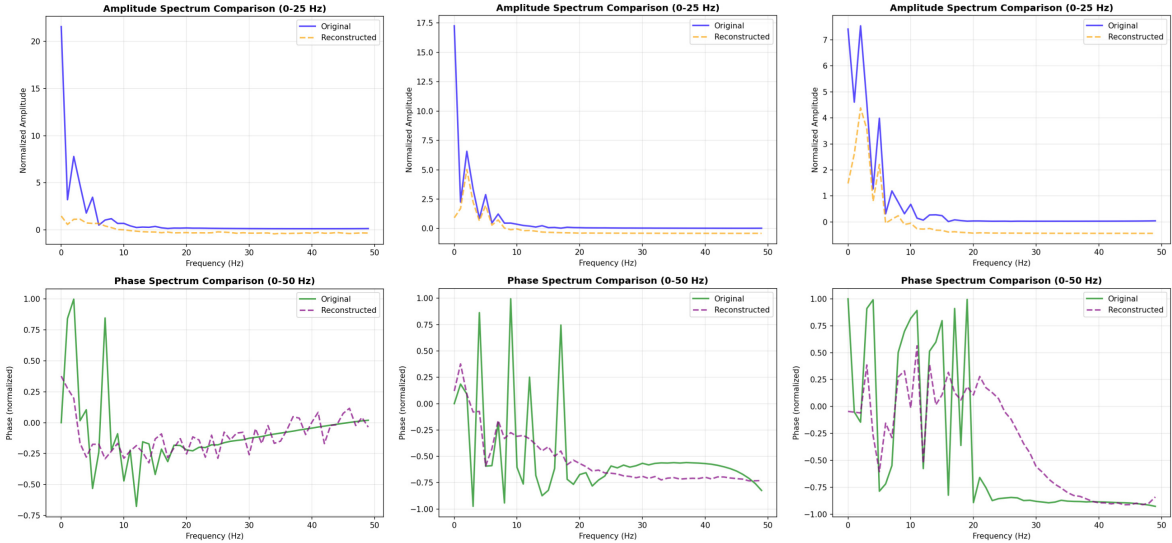 Amplitude Spectrum Comparison (0-25 Hz)
Normalized Amplitude
20
15
10
5
0
Original
Reconstructed
0 10 20 30 40 50
Frequency (Hz)
Amplitude Spectrum Comparison (0-25 Hz)
Normalized Amplitude
17.5
15.0
12.5
10.0
7.5
5.0
2.5
0.0
Original
Reconstructed
0 10 20 30 40 50
Frequency (Hz)
Amplitude Spectrum Comparison (0-25 Hz)
Normalized Amplitude
7
6
5
4
3
2
1
0
Original
Reconstructed
0 10 20 30 40 50
Frequency (Hz)
Phase Spectrum Comparison (0-50 Hz)
Phase (normalized)
1.00
0.75
0.50
0.25
0.00
−0.25
−0.50
−0.75
Original
Reconstructed
0 10 20 30 40 50
Frequency (Hz)
Phase Spectrum Comparison (0-50 Hz)
Phase (normalized)
1.00
0.75
0.50
0.25
0.00
−0.25
−0.50
−0.75
−1.00
Original
Reconstructed
0 10 20 30 40 50
Frequency (Hz)
Phase Spectrum Comparison (0-50 Hz)
Phase (normalized)
1.00
0.75
0.50
0.25
0.00
−0.25
−0.50
−0.75
−1.00
Original
Reconstructed
0 10 20 30 40 50
Frequency (Hz)